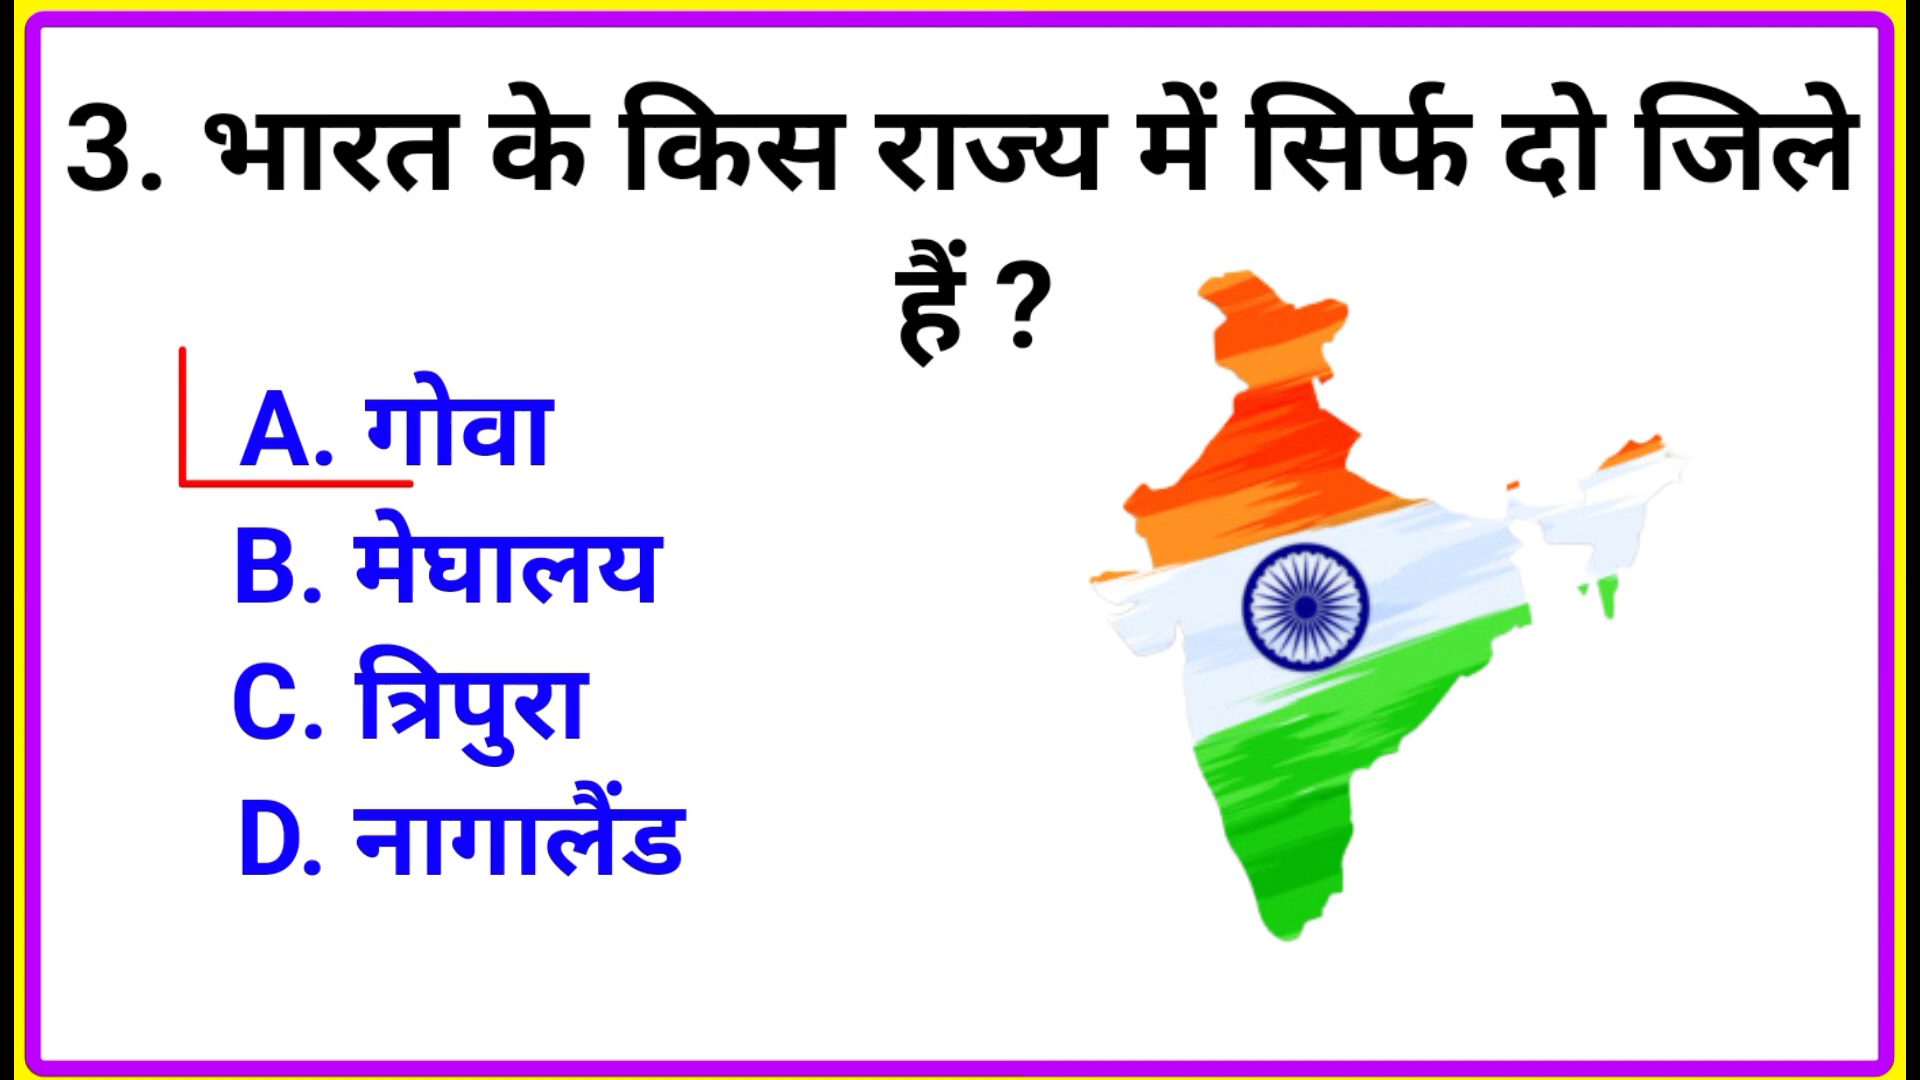 3. भारत के किस राज्य में सिर्फ दो जिले
हैं ?
A. गोवा
B. मेघालय
C. त्रिपुरा
D. नागालैंड